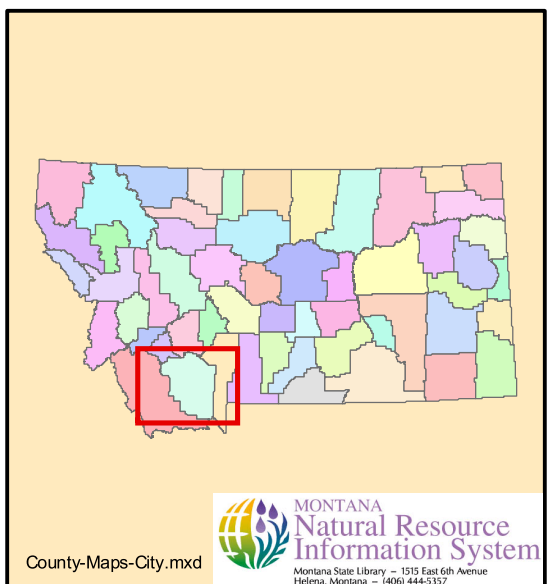 MONTANA
Natural Resource
Information System
County-Maps-City.mxd
Montana State Library – 1515 East 6th Avenue
Helena, Montana – (406) 444-5357